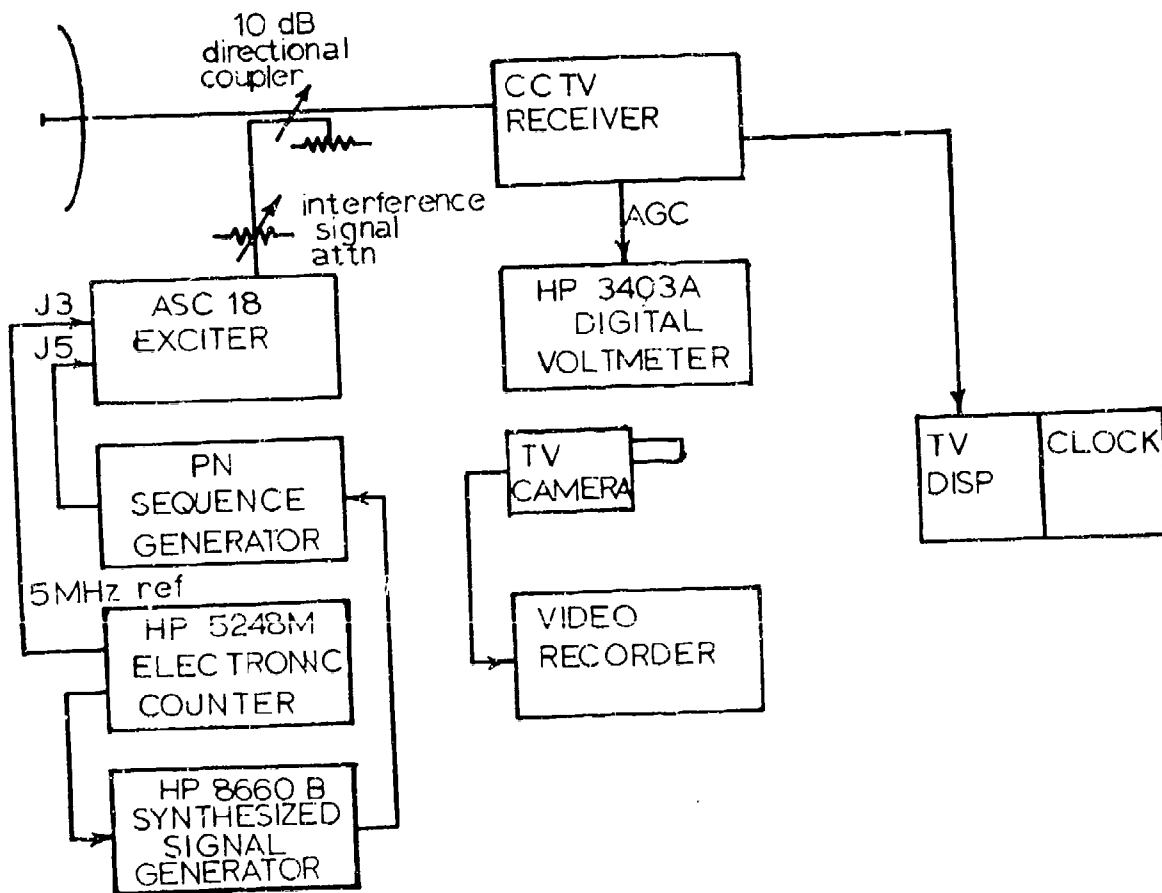 10 dB
directional
coupler
CCTV
RECEIVER
interference
signal
attn
AGC
J3
J5
ASC 18
EXCITER
HP 3403A
DIGITAL
VOLTMETER
PN
SEQUENCE
GENERATOR
TV
CAMERA
TV
DISP
CLOCK
5 MHz ref
HP 5248M
ELECTRONIC
COUNTER
VIDEO
RECORDER
HP 8660 B
SYNTHESIZED
SIGNAL
GENERATOR